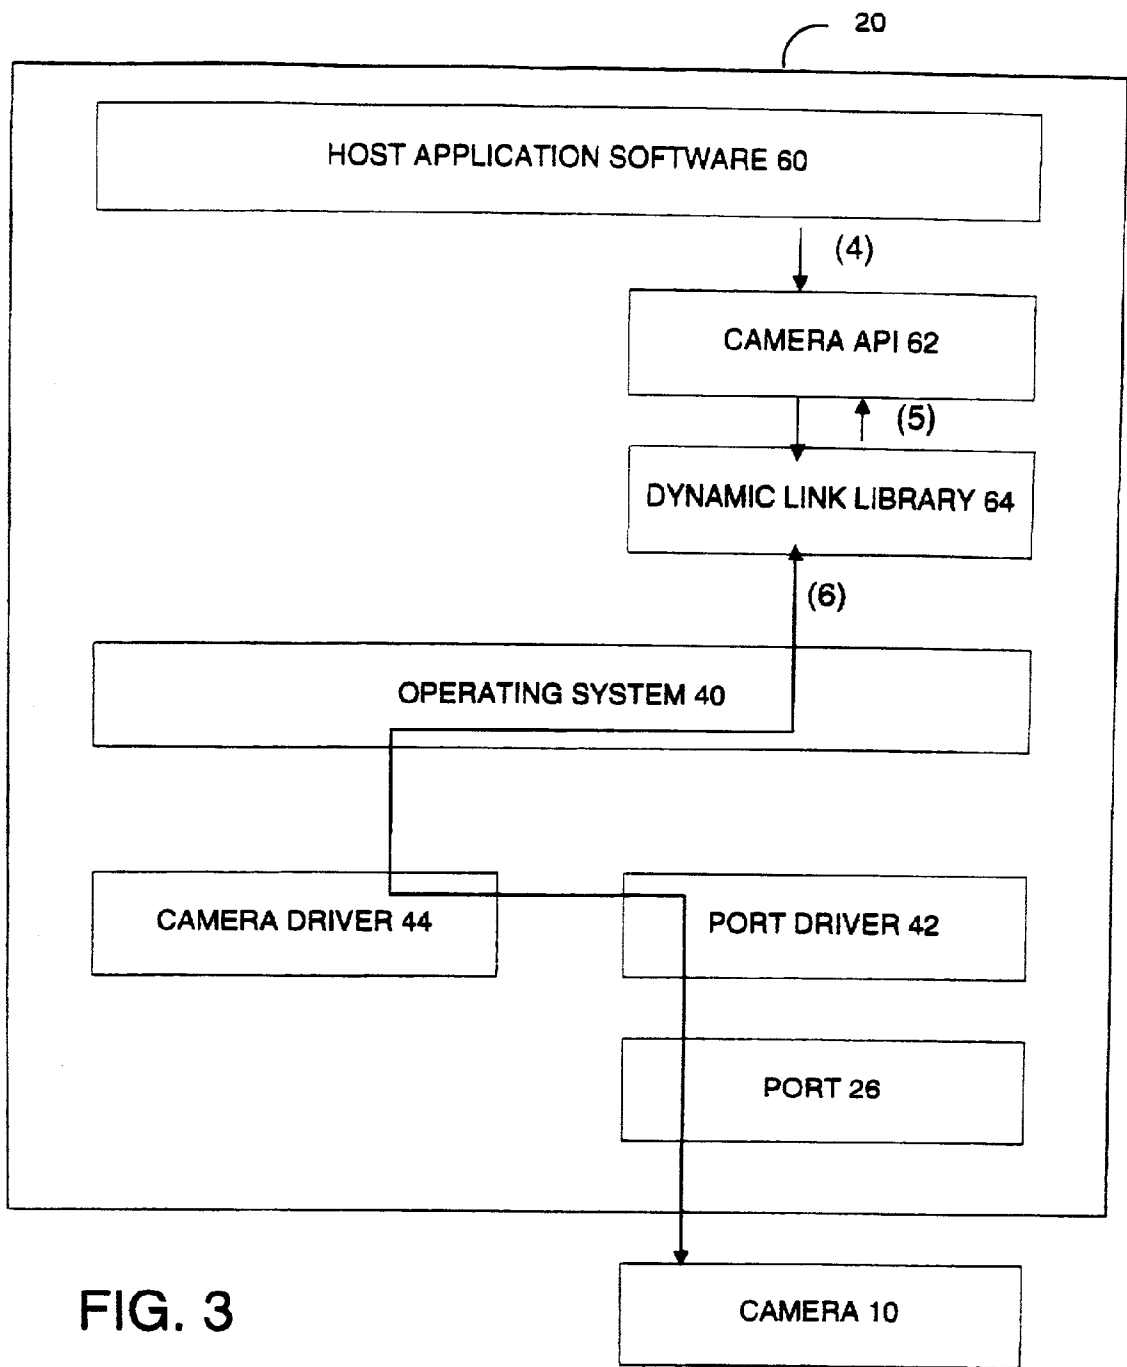 20
HOST APPLICATION SOFTWARE 60
(4)
CAMERA API 62
(5)
DYNAMIC LINK LIBRARY 64
(6)
OPERATING SYSTEM 40
CAMERA DRIVER 44
PORT DRIVER 42
PORT 26
CAMERA 10
FIG. 3